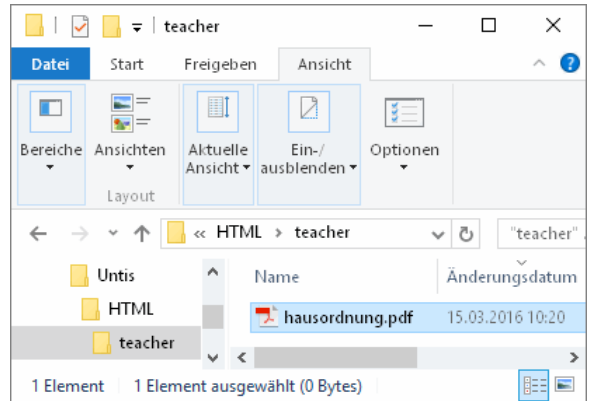 teacher
Datei Start Freigeben Ansicht
Bereiche Ansichten Aktuelle Ansicht Ein-/ausblenden Optionen
Layout
« HTML > teacher "teacher"
Untis Name Änderungsdatum
HTML hausordnung.pdf 15.03.2016 10:20
teacher
1 Element 1 Element ausgewählt (0 Bytes)